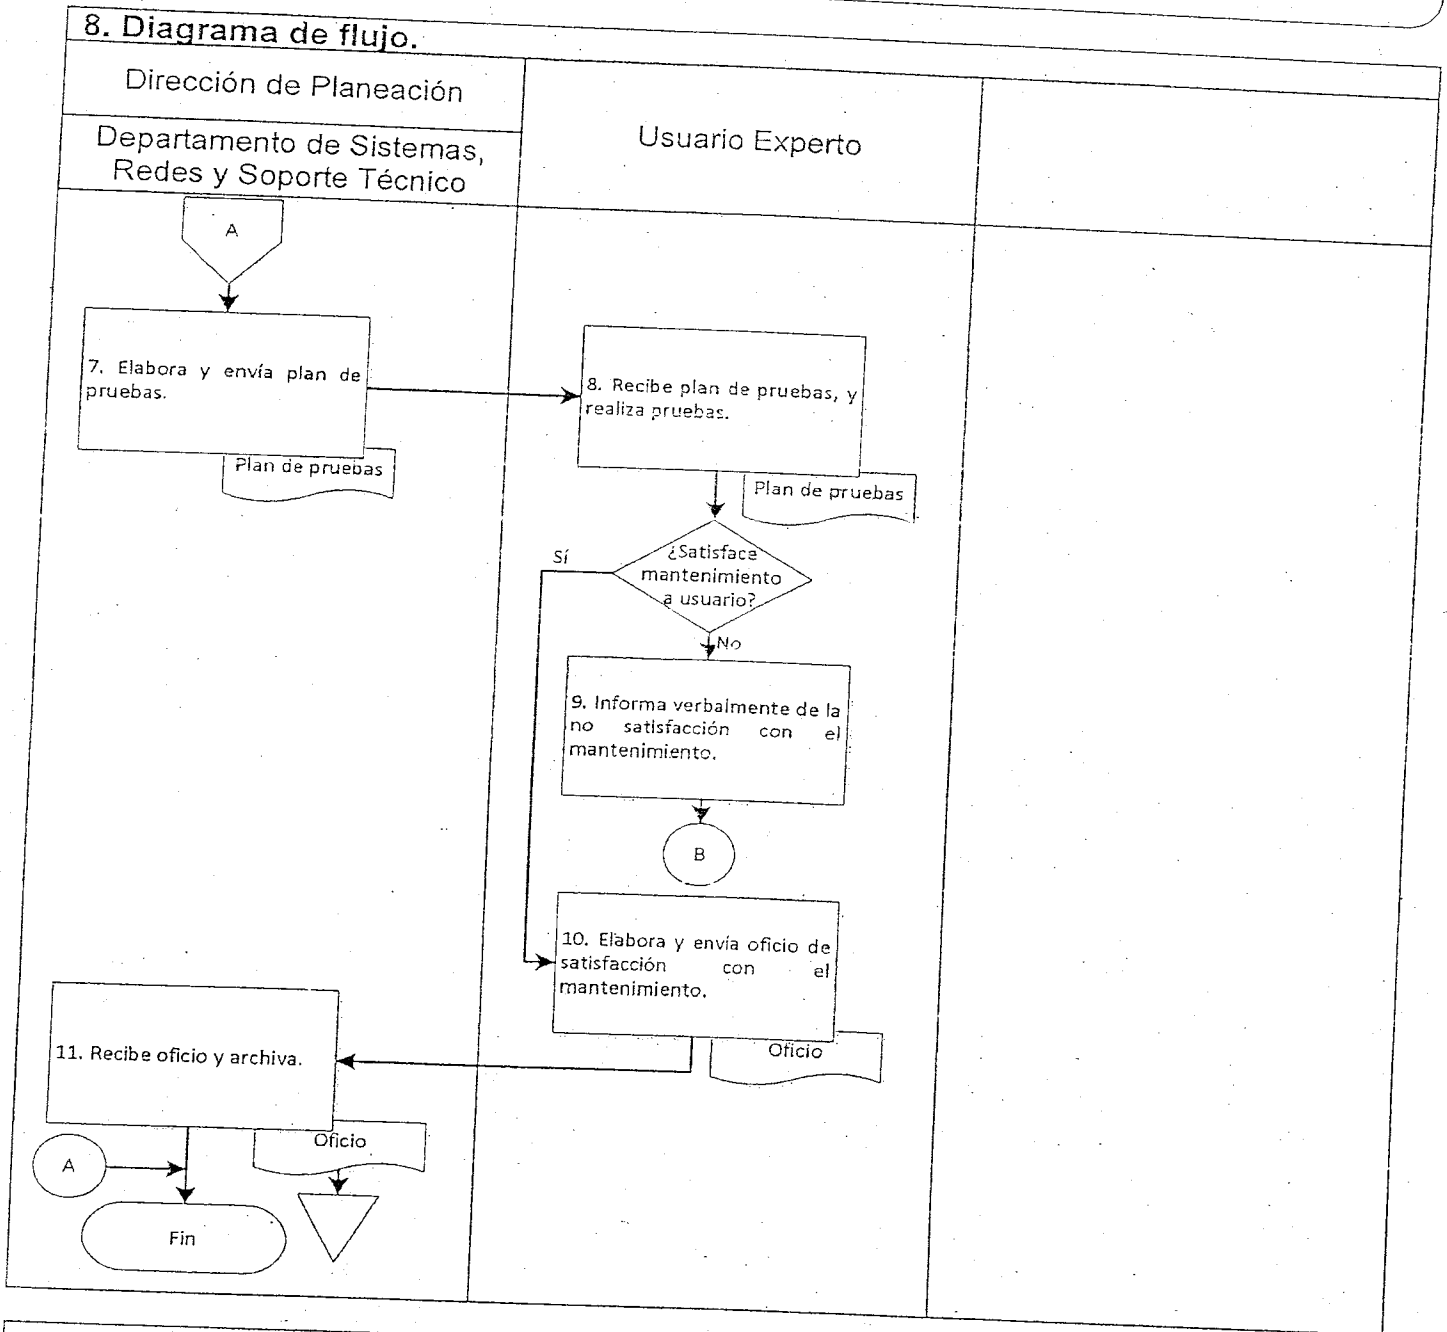 8. Diagrama de flujo.
Dirección de Planeación
Departamento de Sistemas,
Redes y Soporte Técnico
Usuario Experto
A
7. Elabora y envía plan de
pruebas.
Plan de pruebas
8. Recibe plan de pruebas, y
realiza pruebas.
Plan de pruebas
¿Satisface
mantenimiento
a usuario?
Sí
No
9. Informa verbalmente de la
no satisfacción con el
mantenimiento.
B
10. Elabora y envía oficio de
satisfacción con el
mantenimiento.
Oficio
11. Recibe oficio y archiva.
Oficio
A
Fin